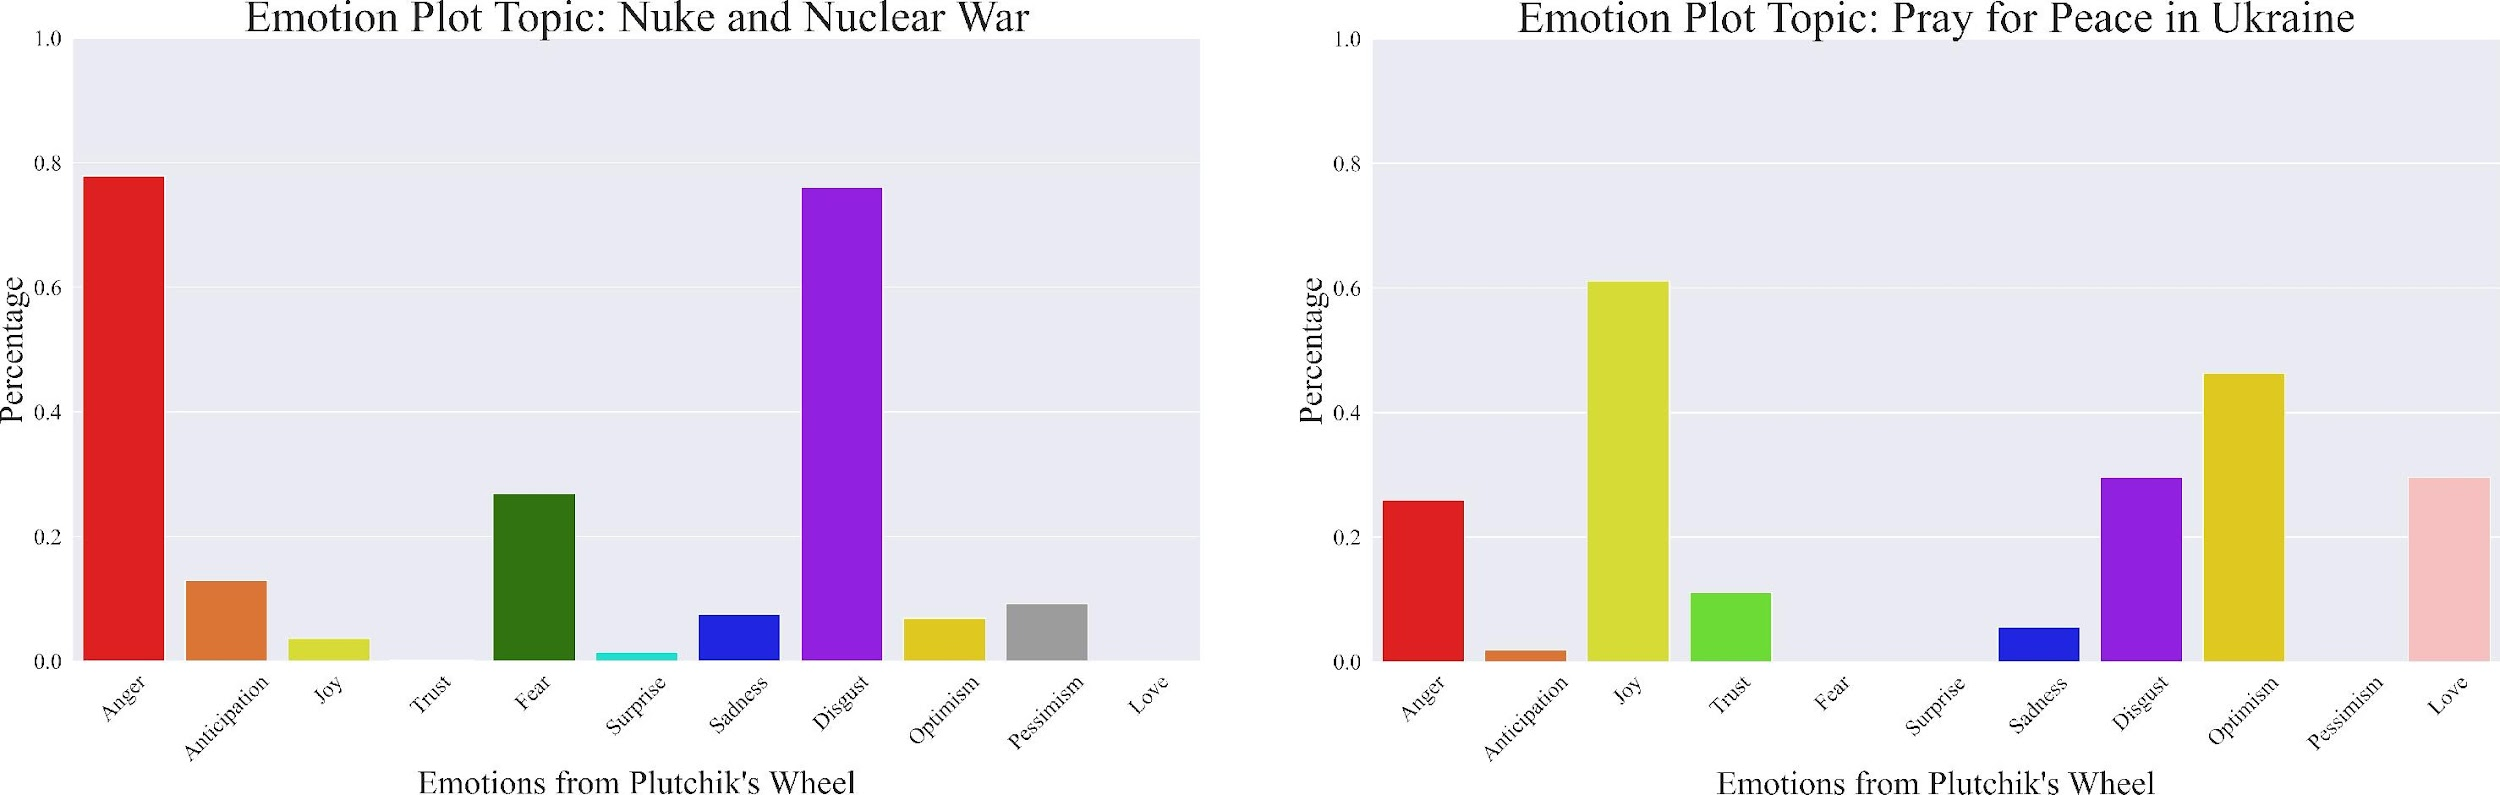 Emotion Plot Topic: Nuke and Nuclear War
1.0
0.8
0.6
0.4
0.2
0.0
Percentage
Anger
Anticipation
Joy
Trust
Fear
Surprise
Sadness
Disgust
Optimism
Pessimism
Love
Emotions from Plutchik's Wheel
Emotion Plot Topic: Pray for Peace in Ukraine
1.0
0.8
0.6
0.4
0.2
0.0
Percentage
Anger
Anticipation
Joy
Trust
Fear
Surprise
Sadness
Disgust
Optimism
Pessimism
Love
Emotions from Plutchik's Wheel